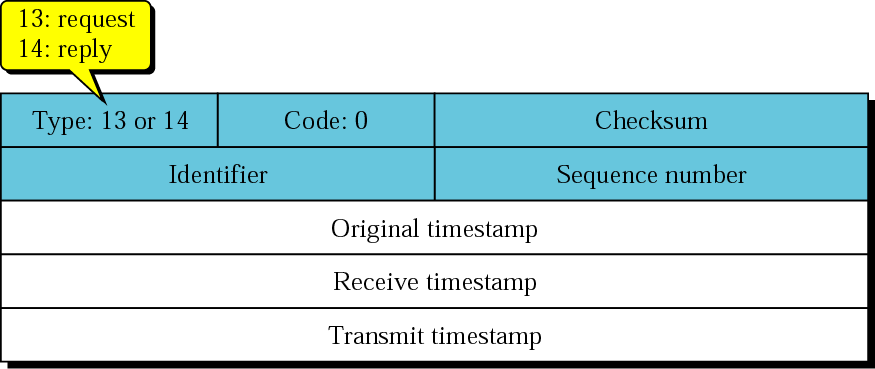 13: request
14: reply
Type: 13 or 14
Code: 0
Checksum
Identifier
Sequence number
Original timestamp
Receive timestamp
Transmit timestamp